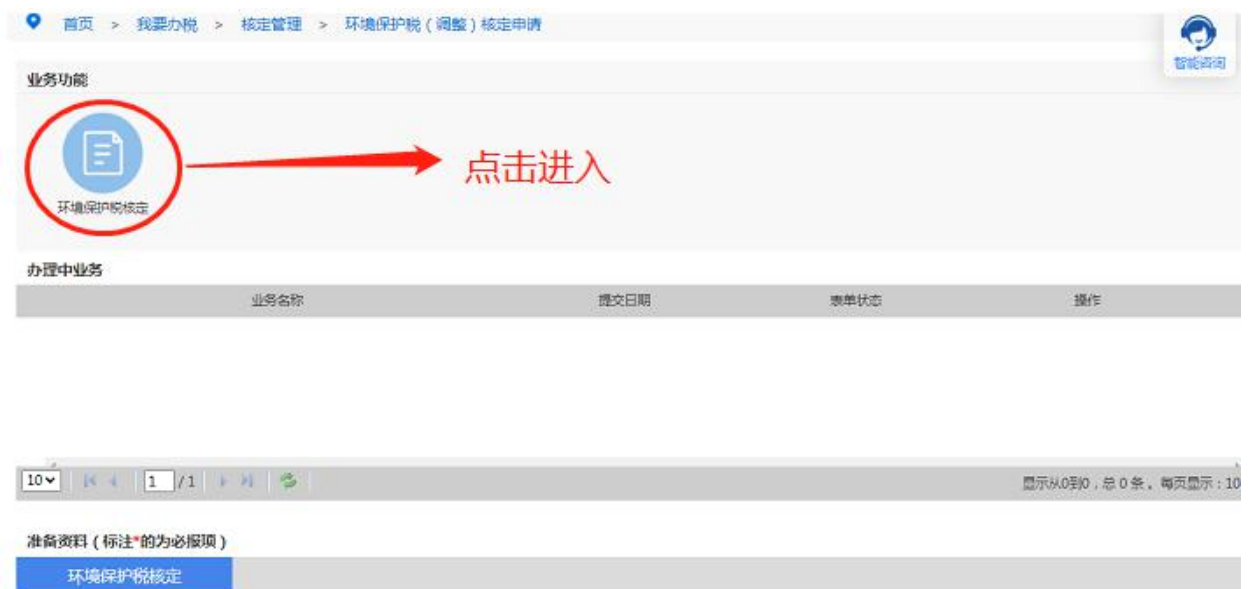 首页 > 我要办税 > 核定管理 > 环境保护税（调整）核定申请
智能咨询
业务功能
点击进入
环境保护税核定
办理中业务
业务名称 提交日期 表单状态 操作
10 1 /1 显示从0到0，总 0 条。每页显示：10
准备资料（标注*的为必报项）
环境保护税核定